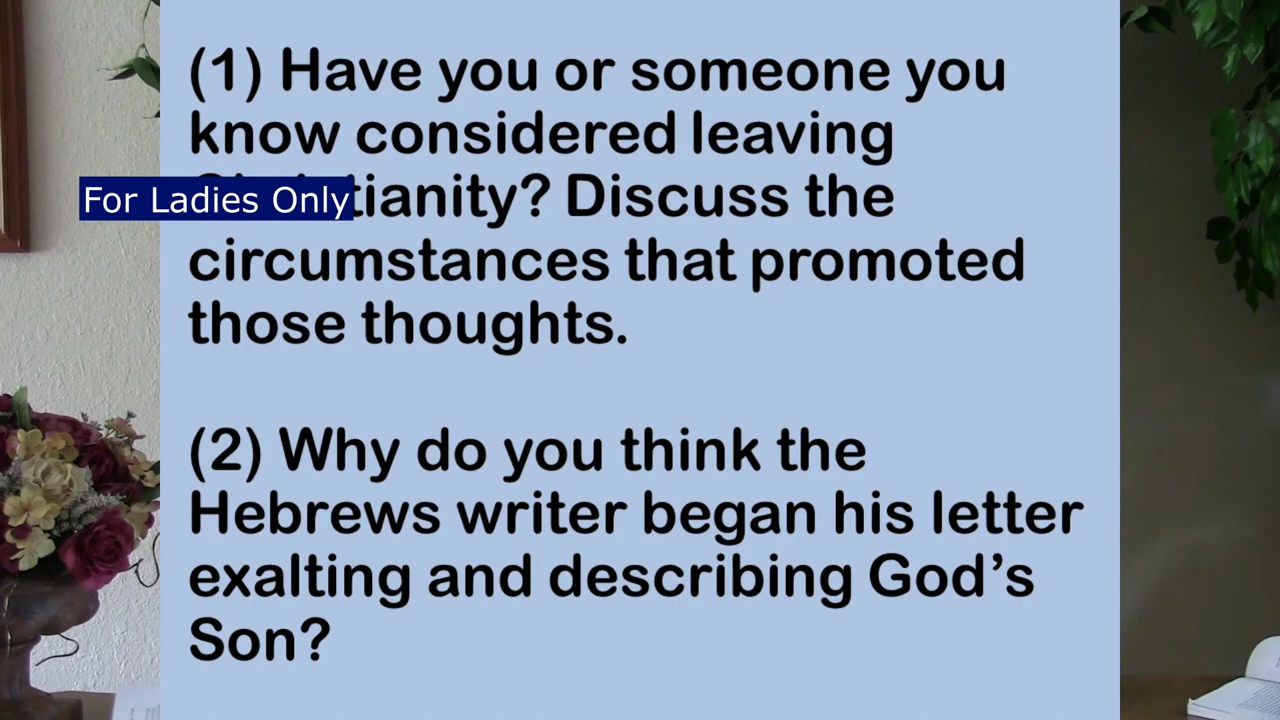 (1) Have you or someone you
know considered leaving
For Ladies Only
tianity? Discuss the
circumstances that promoted
those thoughts.
(2) Why do you think the
Hebrews writer began his letter
exalting and describing God's
Son?